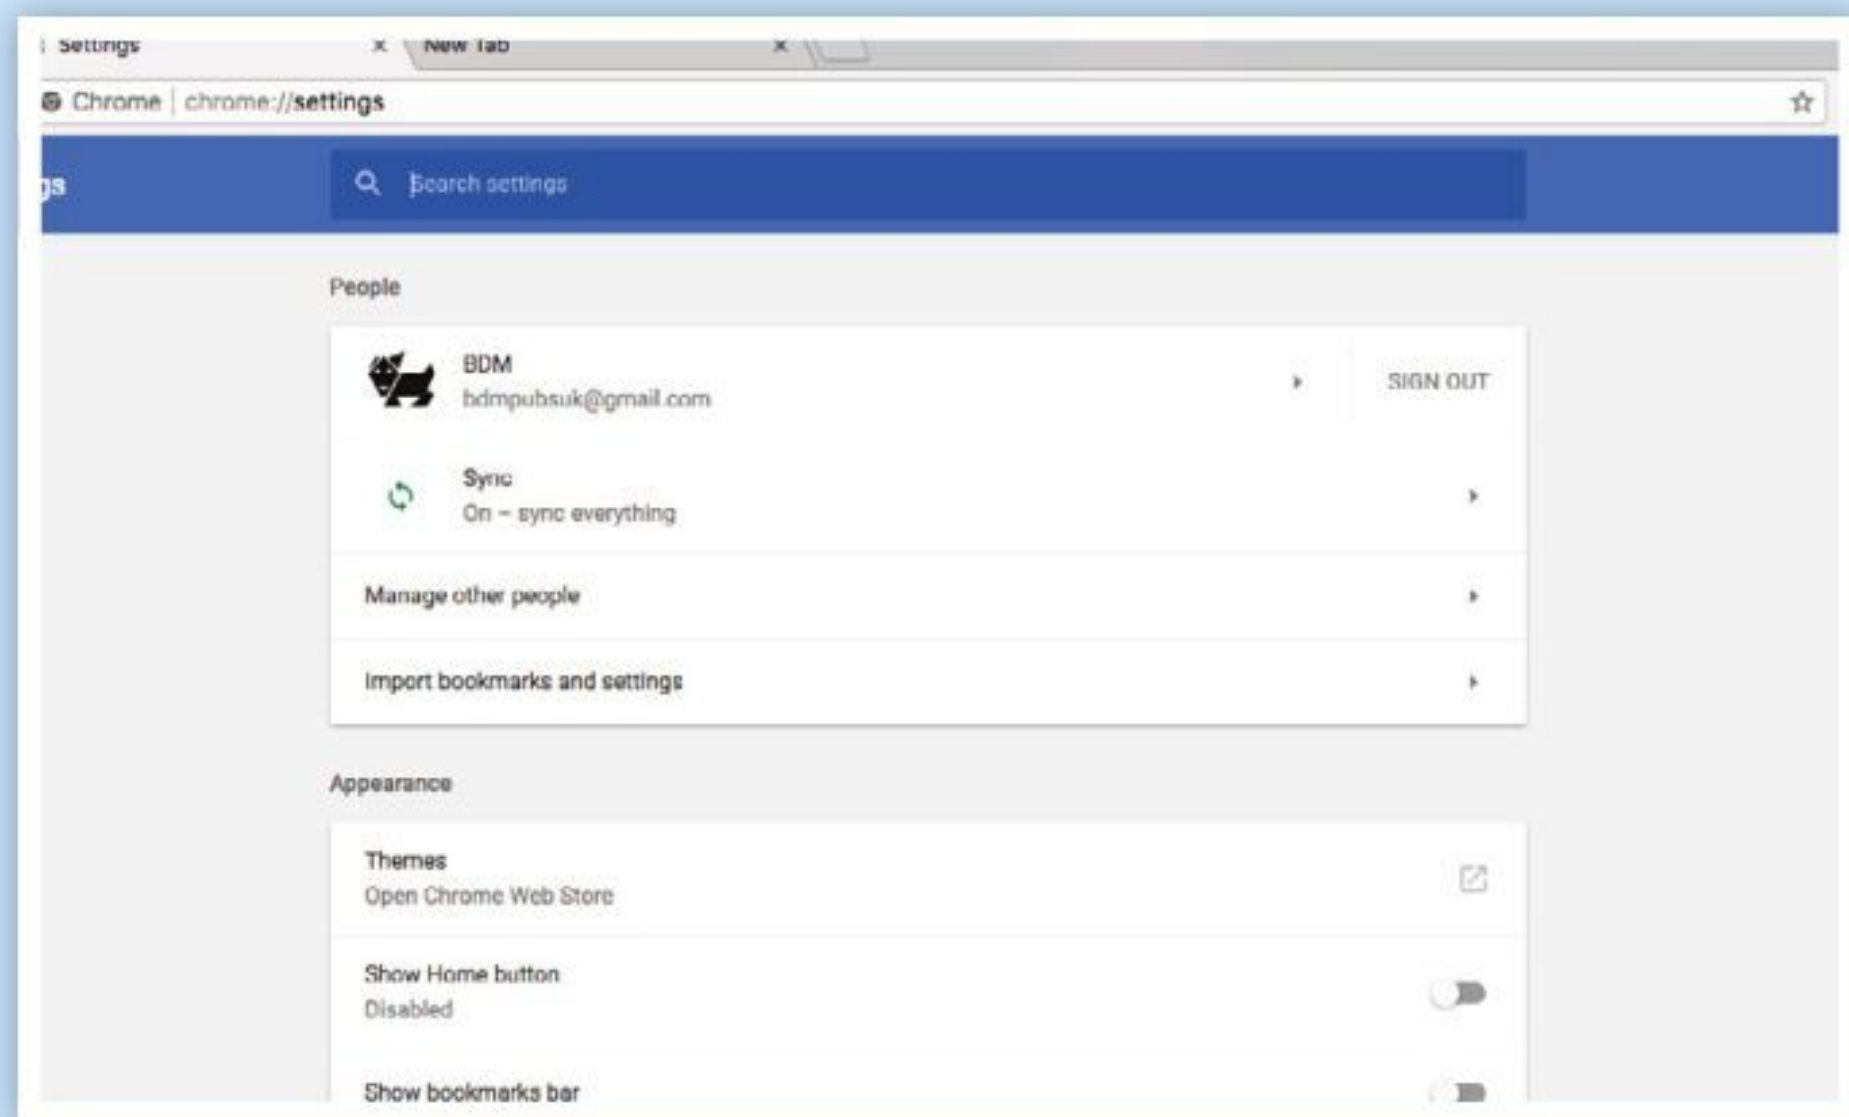 Settings
New Tab
Chrome | chrome://settings
gs
Search settings
People
BDM
bdmpubsuk@gmail.com
SIGN OUT
Sync
On – sync everything
Manage other people
Import bookmarks and settings
Appearance
Themes
Open Chrome Web Store
Show Home button
Disabled
Show bookmarks bar